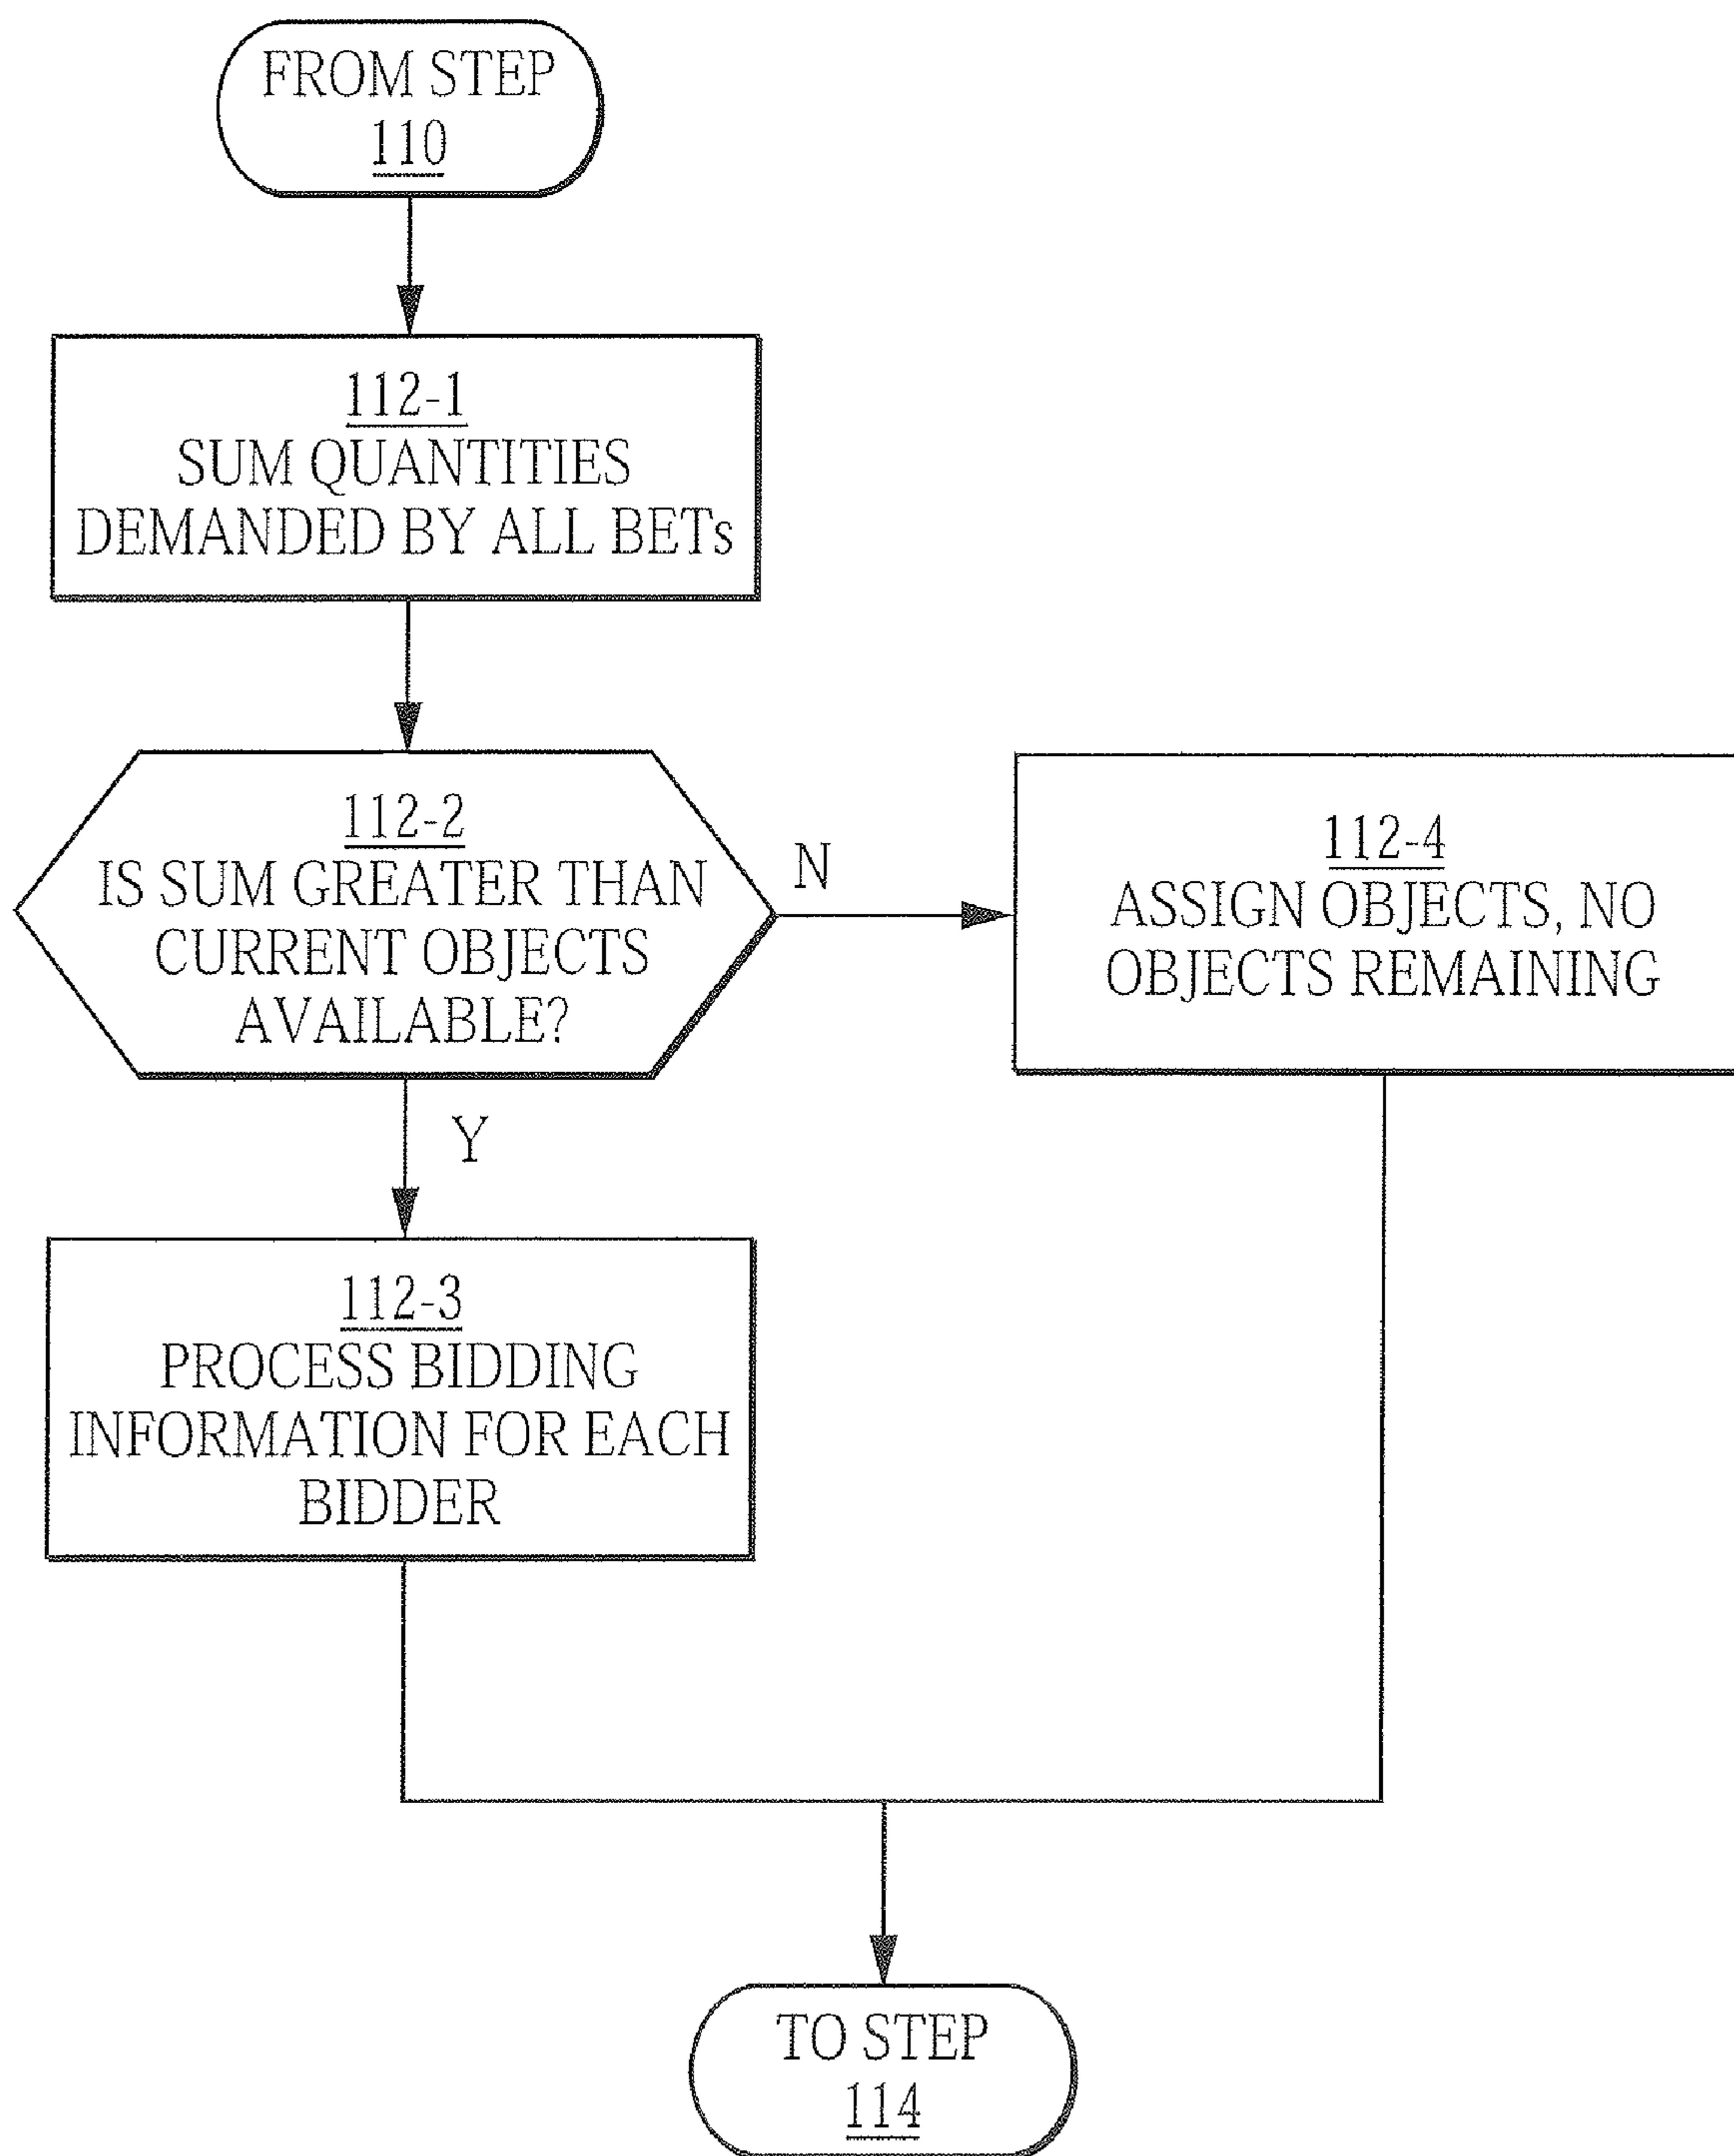 FROM STEP
110
112-1
SUM QUANTITIES
DEMANDED BY ALL BETs
112-2
IS SUM GREATER THAN
CURRENT OBJECTS
AVAILABLE?
N
112-4
ASSIGN OBJECTS, NO
OBJECTS REMAINING
Y
112-3
PROCESS BIDDING
INFORMATION FOR EACH
BIDDER
TO STEP
114